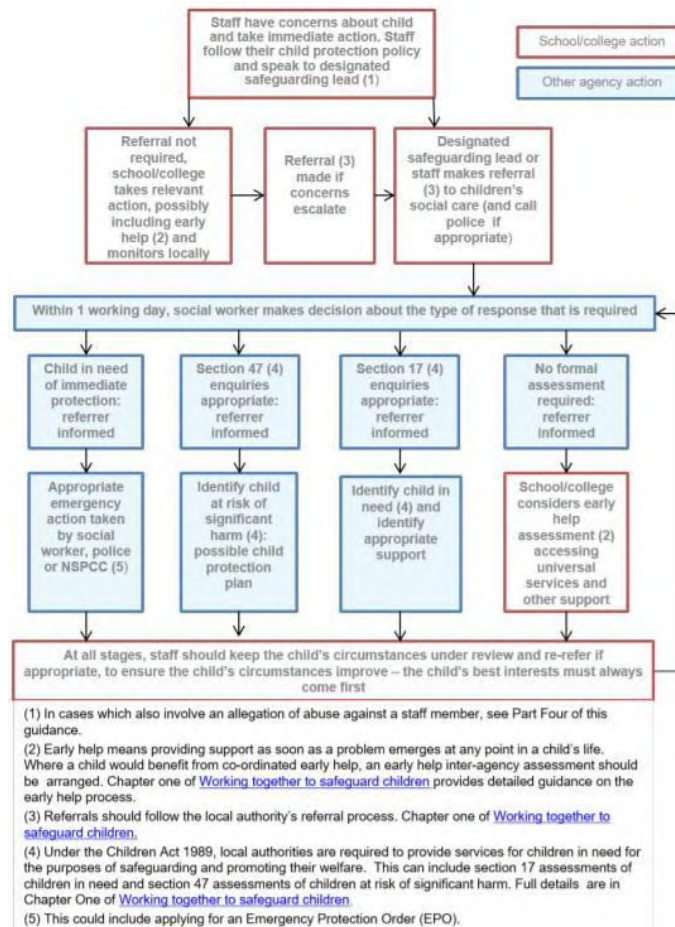 Staff have concerns about child
and take immediate action. Staff
follow their child protection policy
and speak to designated
safeguarding lead (1)
School/college action
Other agency action
Referral not
required,
school/college
takes relevant
action, possibly
including early
help (2) and
monitors locally
Referral (3)
made if
concerns
escalate
Designated
safeguarding lead or
staff makes referral
(3) to children's
social care (and call
police if
appropriate)
Within 1 working day, social worker makes decision about the type of response that is required
Child in need
of immediate
protection:
referrer
informed
Section 47 (4)
enquiries
appropriate:
referrer
informed
Section 17 (4)
enquiries
appropriate:
referrer
informed
No formal
assessment
required:
referrer
informed
Appropriate
emergency
action taken
by social
worker, police
or NSPCC (5)
Identify child
at risk of
significant
harm (4):
possible child
protection
plan
Identify child in
need (4) and
identify
appropriate
support
School/college
considers early
help
assessment (2)
accessing
universal
services and
other support
At all stages, staff should keep the child's circumstances under review and re-refer if
appropriate, to ensure the child's circumstances improve – the child's best interests must always
come first
(1) In cases which also involve an allegation of abuse against a staff member, see Part Four of this
guidance.
(2) Early help means providing support as soon as a problem emerges at any point in a child's life.
Where a child would benefit from co-ordinated early help, an early help inter-agency assessment should
be arranged. Chapter one of Working together to safeguard children provides detailed guidance on the
early help process.
(3) Referrals should follow the local authority's referral process. Chapter one of Working together to
safeguard children.
(4) Under the Children Act 1989, local authorities are required to provide services for children in need for
the purposes of safeguarding and promoting their welfare. This can include section 17 assessments of
children in need and section 47 assessments of children at risk of significant harm. Full details are in
Chapter One of Working together to safeguard children
(5) This could include applying for an Emergency Protection Order (EPO).